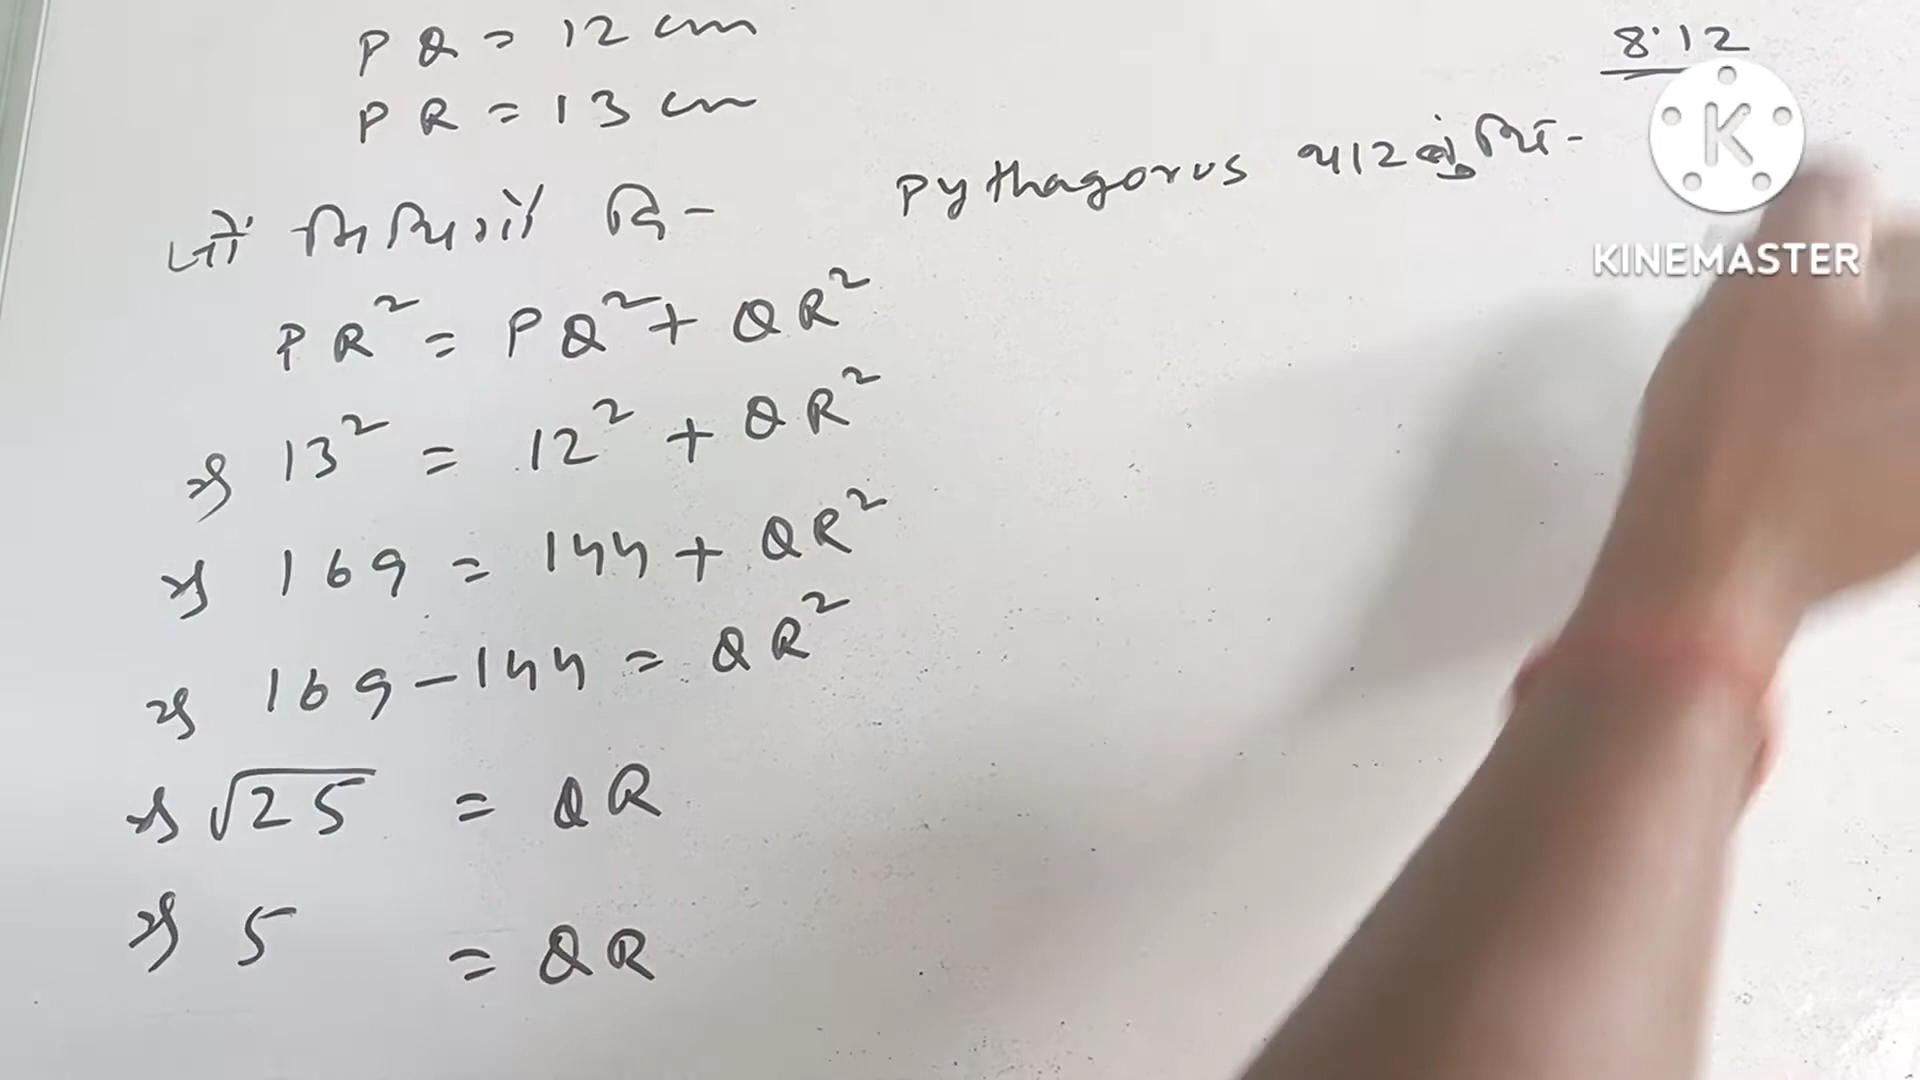 PQ = 12 cm
PR = 13 cm
8.12
Pythagorus
PR² = PQ² + QR²
⇒ 13² = 12² + QR²
⇒ 169 = 144 + QR²
⇒ 169 - 144 = QR²
⇒ √25 = QR
⇒ 5 = QR
KINEMASTER